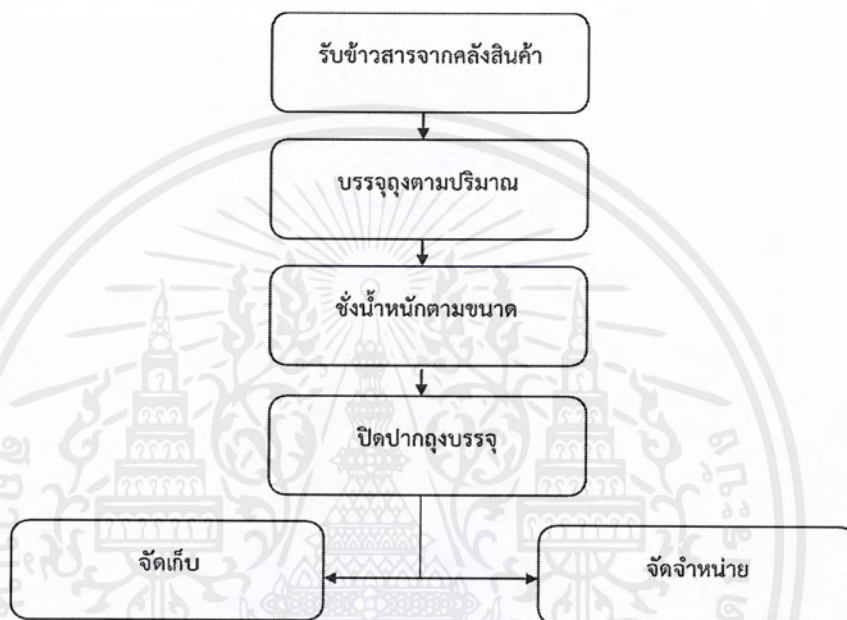 รับข้าวสารจากคลังสินค้า
บรรจุถุงตามปริมาณ
ชั่งน้ำหนักตามขนาด
ปิดปากถุงบรรจุ
จัดเก็บ
จัดจำหน่าย